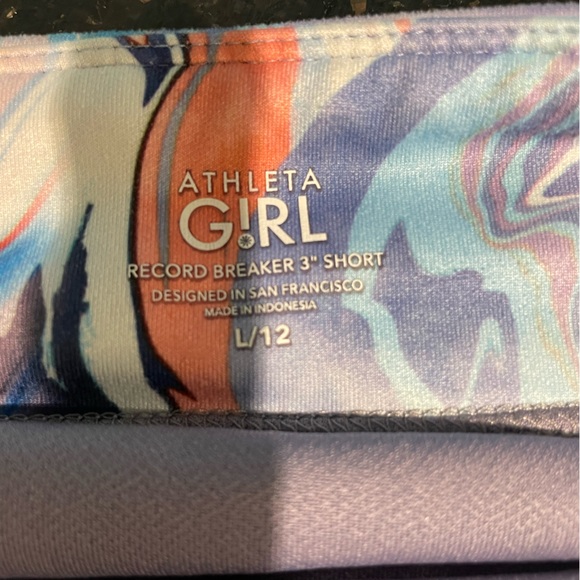 ATHLETA
G!RL
RECORD BREAKER 3" SHORT
DESIGNED IN SAN FRANCISCO
MADE IN INDONESIA
L/12